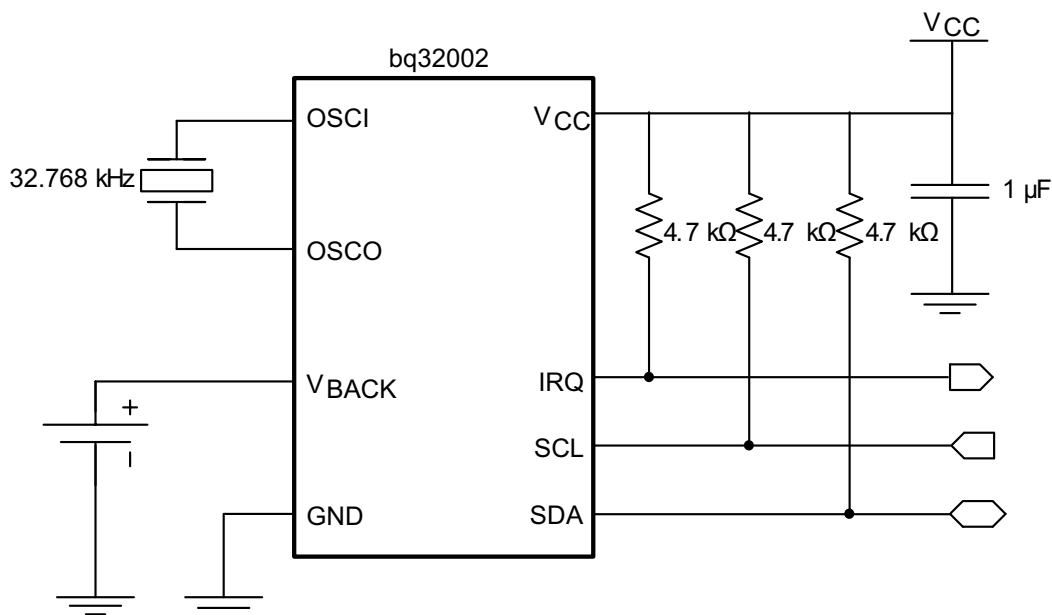 VCC
bq32002
OSCI
VCC
32.768 kHz
1 µF
4.7 kΩ 4.7 kΩ 4.7 kΩ
OSCO
VBACK
IRQ
+
–
SCL
GND
SDA